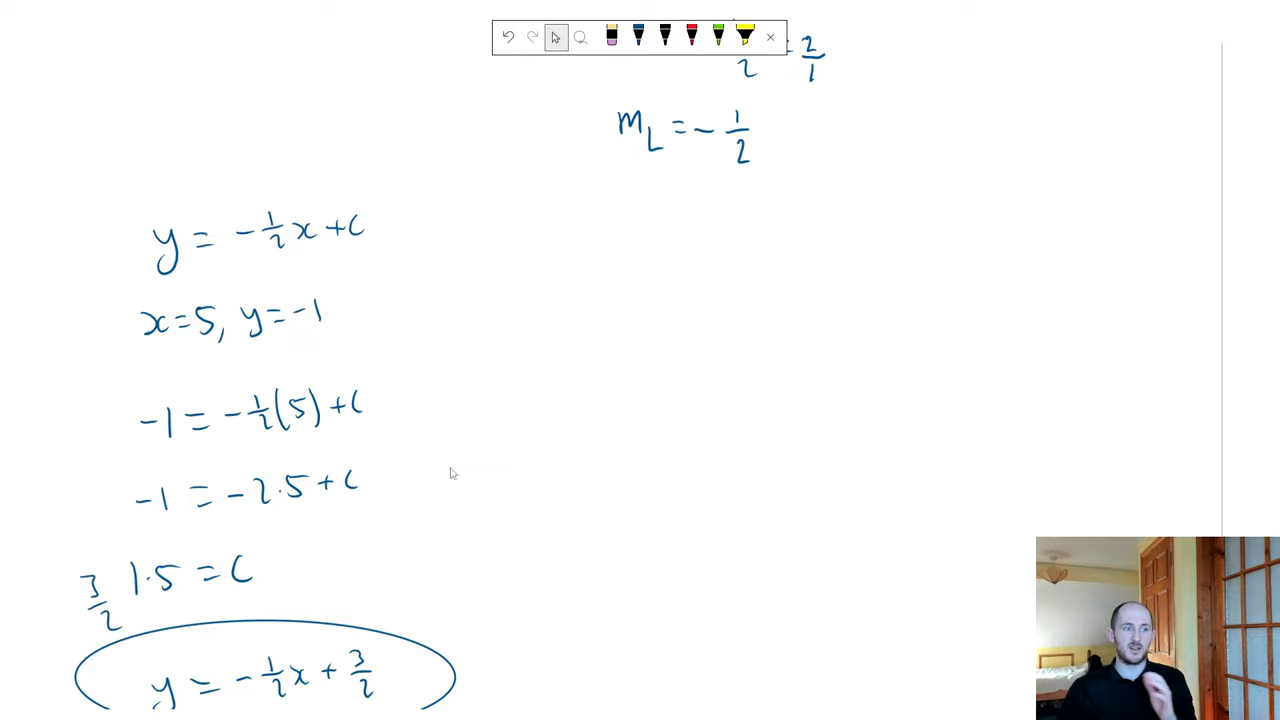 2 = 2/1
m_L = - 1/2
y = - 1/2 x + c
x = 5, y = -1
-1 = - 1/2 (5) + c
-1 = -2.5 + c
3/2 1.5 = c
y = - 1/2 x + 3/2